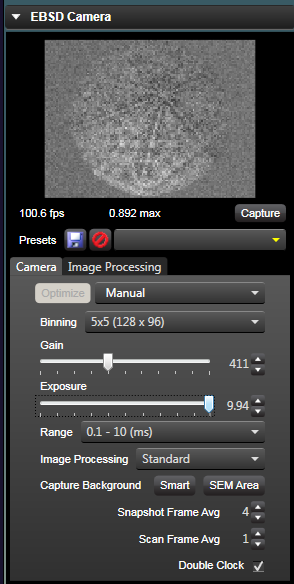 EBSD Camera
100.6 fps 0.892 max Capture
Presets
Camera Image Processing
Optimize Manual
Binning 5x5 (128 x 96)
Gain
411
Exposure
9.94
Range 0.1 - 10 (ms)
Image Processing Standard
Capture Background Smart SEM Area
Snapshot Frame Avg 4
Scan Frame Avg 1
Double Clock